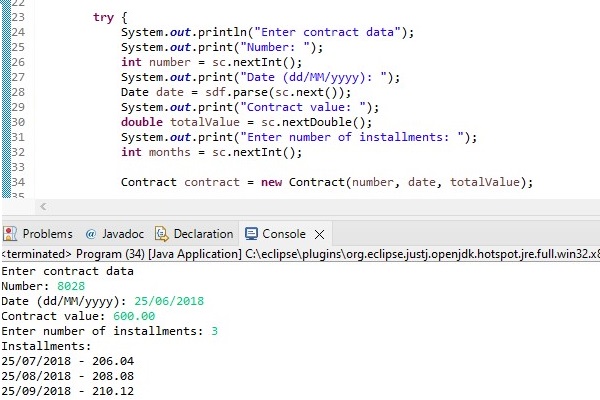 22
23 try {
24 System.out.println("Enter contract data");
25 System.out.print("Number: ");
26 int number = sc.nextInt();
27 System.out.print("Date (dd/MM/yyyy): ");
28 Date date = sdf.parse(sc.next());
29 System.out.print("Contract value: ");
30 double totalValue = sc.nextDouble();
31 System.out.print("Enter number of installments: ");
32 int months = sc.nextInt();
33
34 Contract contract = new Contract(number, date, totalValue);
35
Problems @ Javadoc Declaration Console
<terminated> Program (34) [Java Application] C:\eclipse\plugins\org.eclipse.justj.openjdk.hotspot.jre.full.win32.x8
Enter contract data
Number: 8028
Date (dd/MM/yyyy): 25/06/2018
Contract value: 600.00
Enter number of installments: 3
Installments:
25/07/2018 - 206.04
25/08/2018 - 208.08
25/09/2018 - 210.12